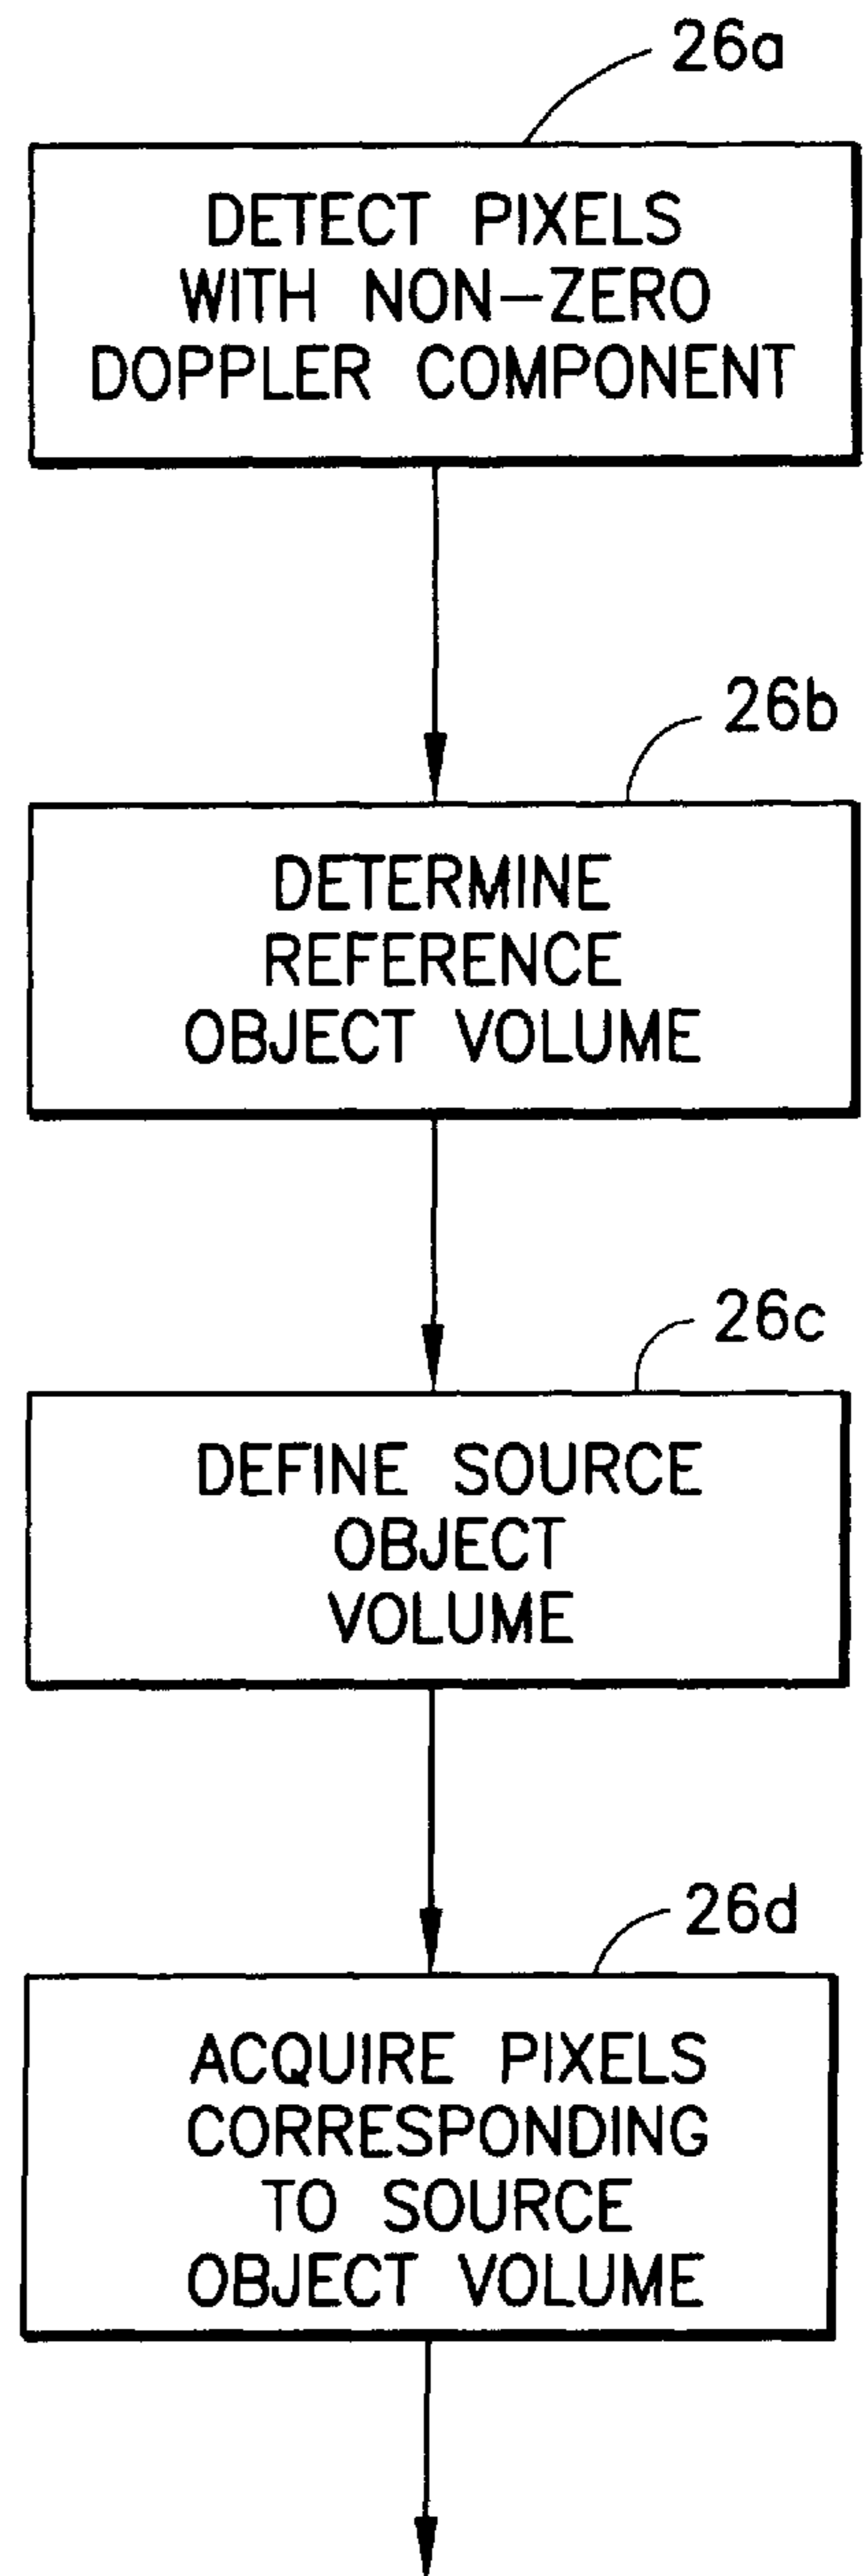 26a
DETECT PIXELS
WITH NON-ZERO
DOPPLER COMPONENT
26b
DETERMINE
REFERENCE
OBJECT VOLUME
26c
DEFINE SOURCE
OBJECT
VOLUME
26d
ACQUIRE PIXELS
CORRESPONDING
TO SOURCE
OBJECT VOLUME